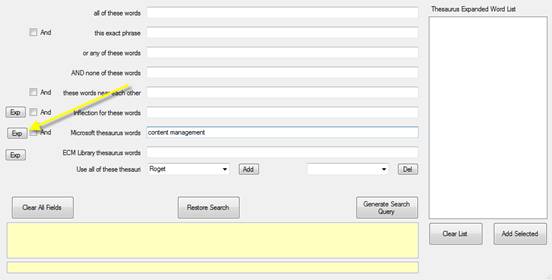 all of these words
Thesaurus Expanded Word List
And this exact phrase
or any of these words
AND none of these words
And these words near each other
Exp And Inflection for these words
Exp And Microsoft thesaurus words content management
Exp ECM Library thesaurus words
Use all of these thesauri Roget Add Del
Clear All Fields Restore Search Generate Search Query
Clear List Add Selected